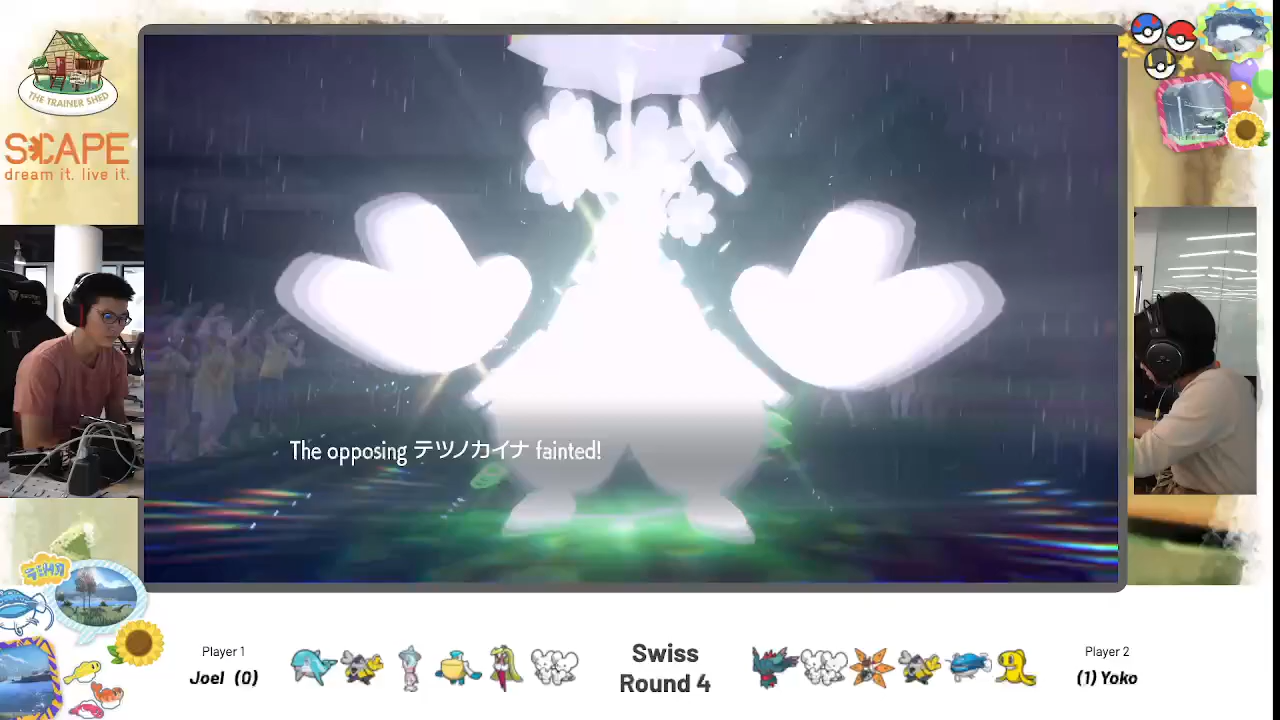 THE TRAINER SHED
SCAPE
dream it. live it.
The opposing テツノカイナ fainted!
Player 1
Joel (0)
Swiss
Round 4
Player 2
(1) Yoko